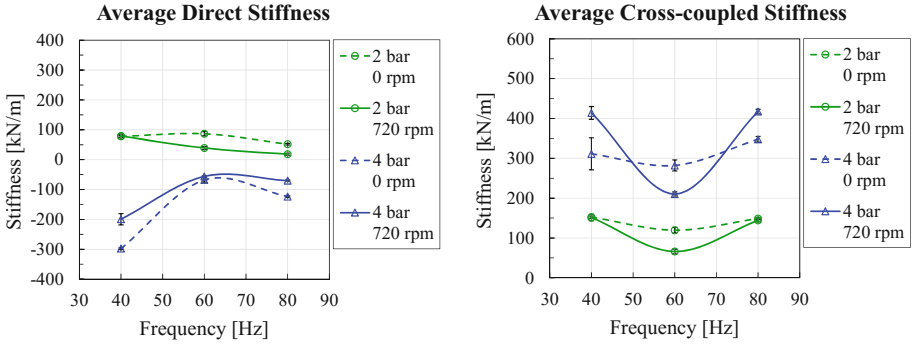 Average Direct Stiffness
Stiffness [kN/m]
400
300
200
100
0
-100
-200
-300
-400
30 40 50 60 70 80 90
Frequency [Hz]
2 bar
0 rpm
2 bar
720 rpm
4 bar
0 rpm
4 bar
720 rpm
Average Cross-coupled Stiffness
Stiffness [kN/m]
600
500
400
300
200
100
0
30 40 50 60 70 80 90
Frequency [Hz]
2 bar
0 rpm
2 bar
720 rpm
4 bar
0 rpm
4 bar
720 rpm